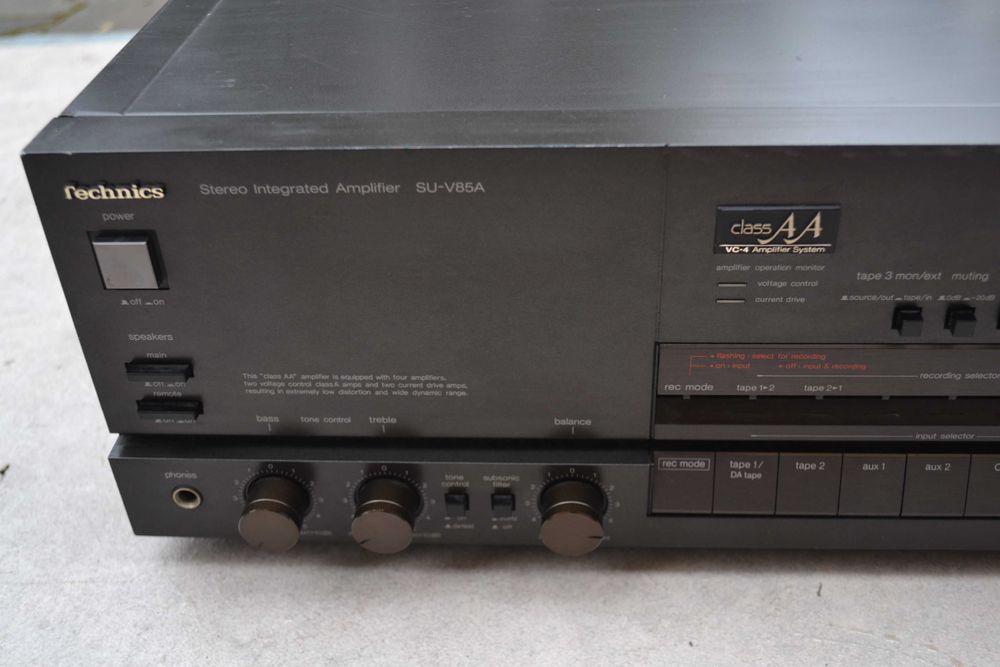 Technics
Stereo Integrated Amplifier SU-V85A
power
off on
speakers
main
off on
remote
off on
This "class AA" amplifier is equipped with four amplifiers,
two voltage control class A amps and two current drive amps,
resulting in extremely low distortion and wide dynamic range.
bass tone control treble
balance
phones
tone control
on
defeat
subsonic filter
off
class AA
VC-4 Amplifier System
amplifier operation monitor
voltage control
current drive
tape 3 mon/ext muting
source/out tape/in 0dB -20dB
flashing : select for recording
on : input off : input & recording
recording selector
rec mode tape 1▸2 tape 2▸1
input selector
rec mode
tape 1/
DA tape
tape 2
aux 1
aux 2